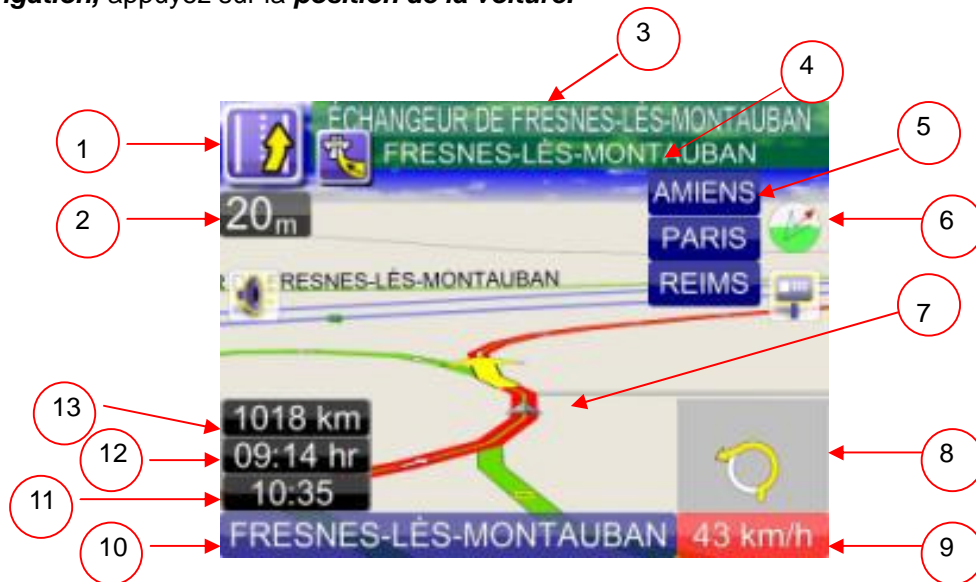 igation, appuyez sur la position de la voiture.
3
4
ÉCHANGEUR DE FRESNES-LÈS-MONTAUBAN
5
1
FRESNES-LÈS-MONTAUBAN
AMIENS
2
20 m
6
PARIS
RESNES-LÈS-MONTAUBAN
REIMS
7
13
1018 km
12
09:14 hr
8
11
10:35
10
FRESNES-LÈS-MONTAUBAN
43 km/h
9